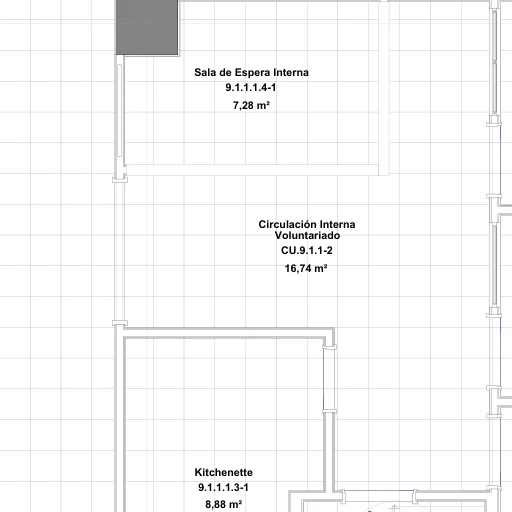 Sala de Espera Interna
9.1.1.1.4-1
7,28 m²
Circulación Interna
Voluntariado
CU.9.1.1-2
16,74 m²
Kitchenette
9.1.1.1.3-1
8,88 m²